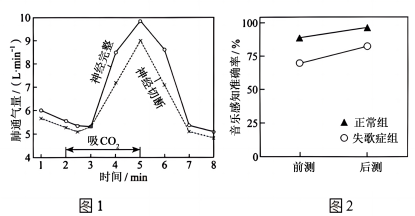 肺通气量/(L·min⁻¹)
10
9
8
7
6
5
4
神经完整
神经切断
吸CO₂
1 2 3 4 5 6 7 8
时间/min
图1
音乐感知准确率/%
100
75
50
25
0
▲ 正常组
○ 失歌症组
前测 后测
图2